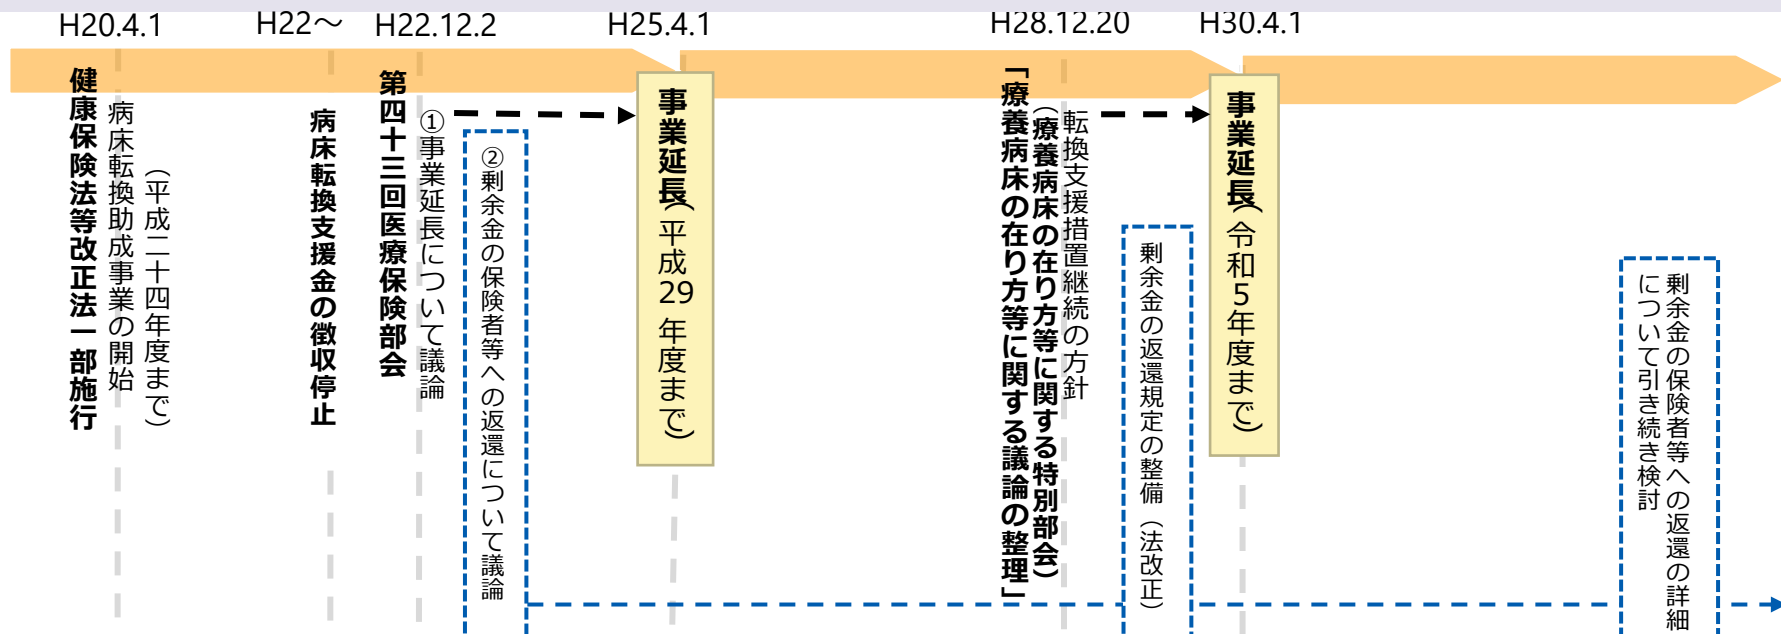 H20.4.1
H22～
H22.12.2
H25.4.1
H28.12.20
H30.4.1
健康保険法等改正法一部施行
病床転換助成事業の開始
（平成二十四年度まで）
病床転換支援金の徴収停止
第四十三回医療保険部会
①事業延長について議論
②剰余金の保険者等への返還について議論
事業延長（平成29年度まで）
「療養病床の在り方等に関する議論の整理」
（療養病床の在り方等に関する特別部会）
転換支援措置継続の方針
剰余金の返還規定の整備（法改正）
事業延長（令和5年度まで）
剰余金の保険者等への返還の詳細
について引き続き検討